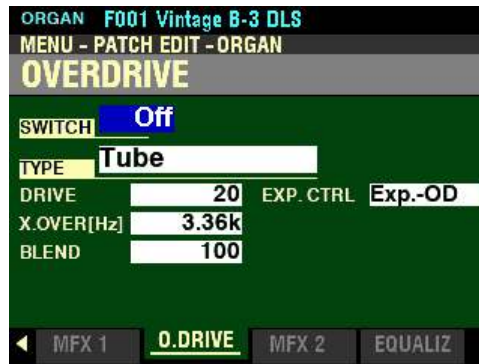 ORGAN F001 Vintage B-3 DLS
MENU - PATCH EDIT - ORGAN
OVERDRIVE
SWITCH Off
TYPE Tube
DRIVE 20 EXP. CTRL Exp.-OD
X.OVER[Hz] 3.36k
BLEND 100
MFX 1 O.DRIVE MFX 2 EQUALIZ